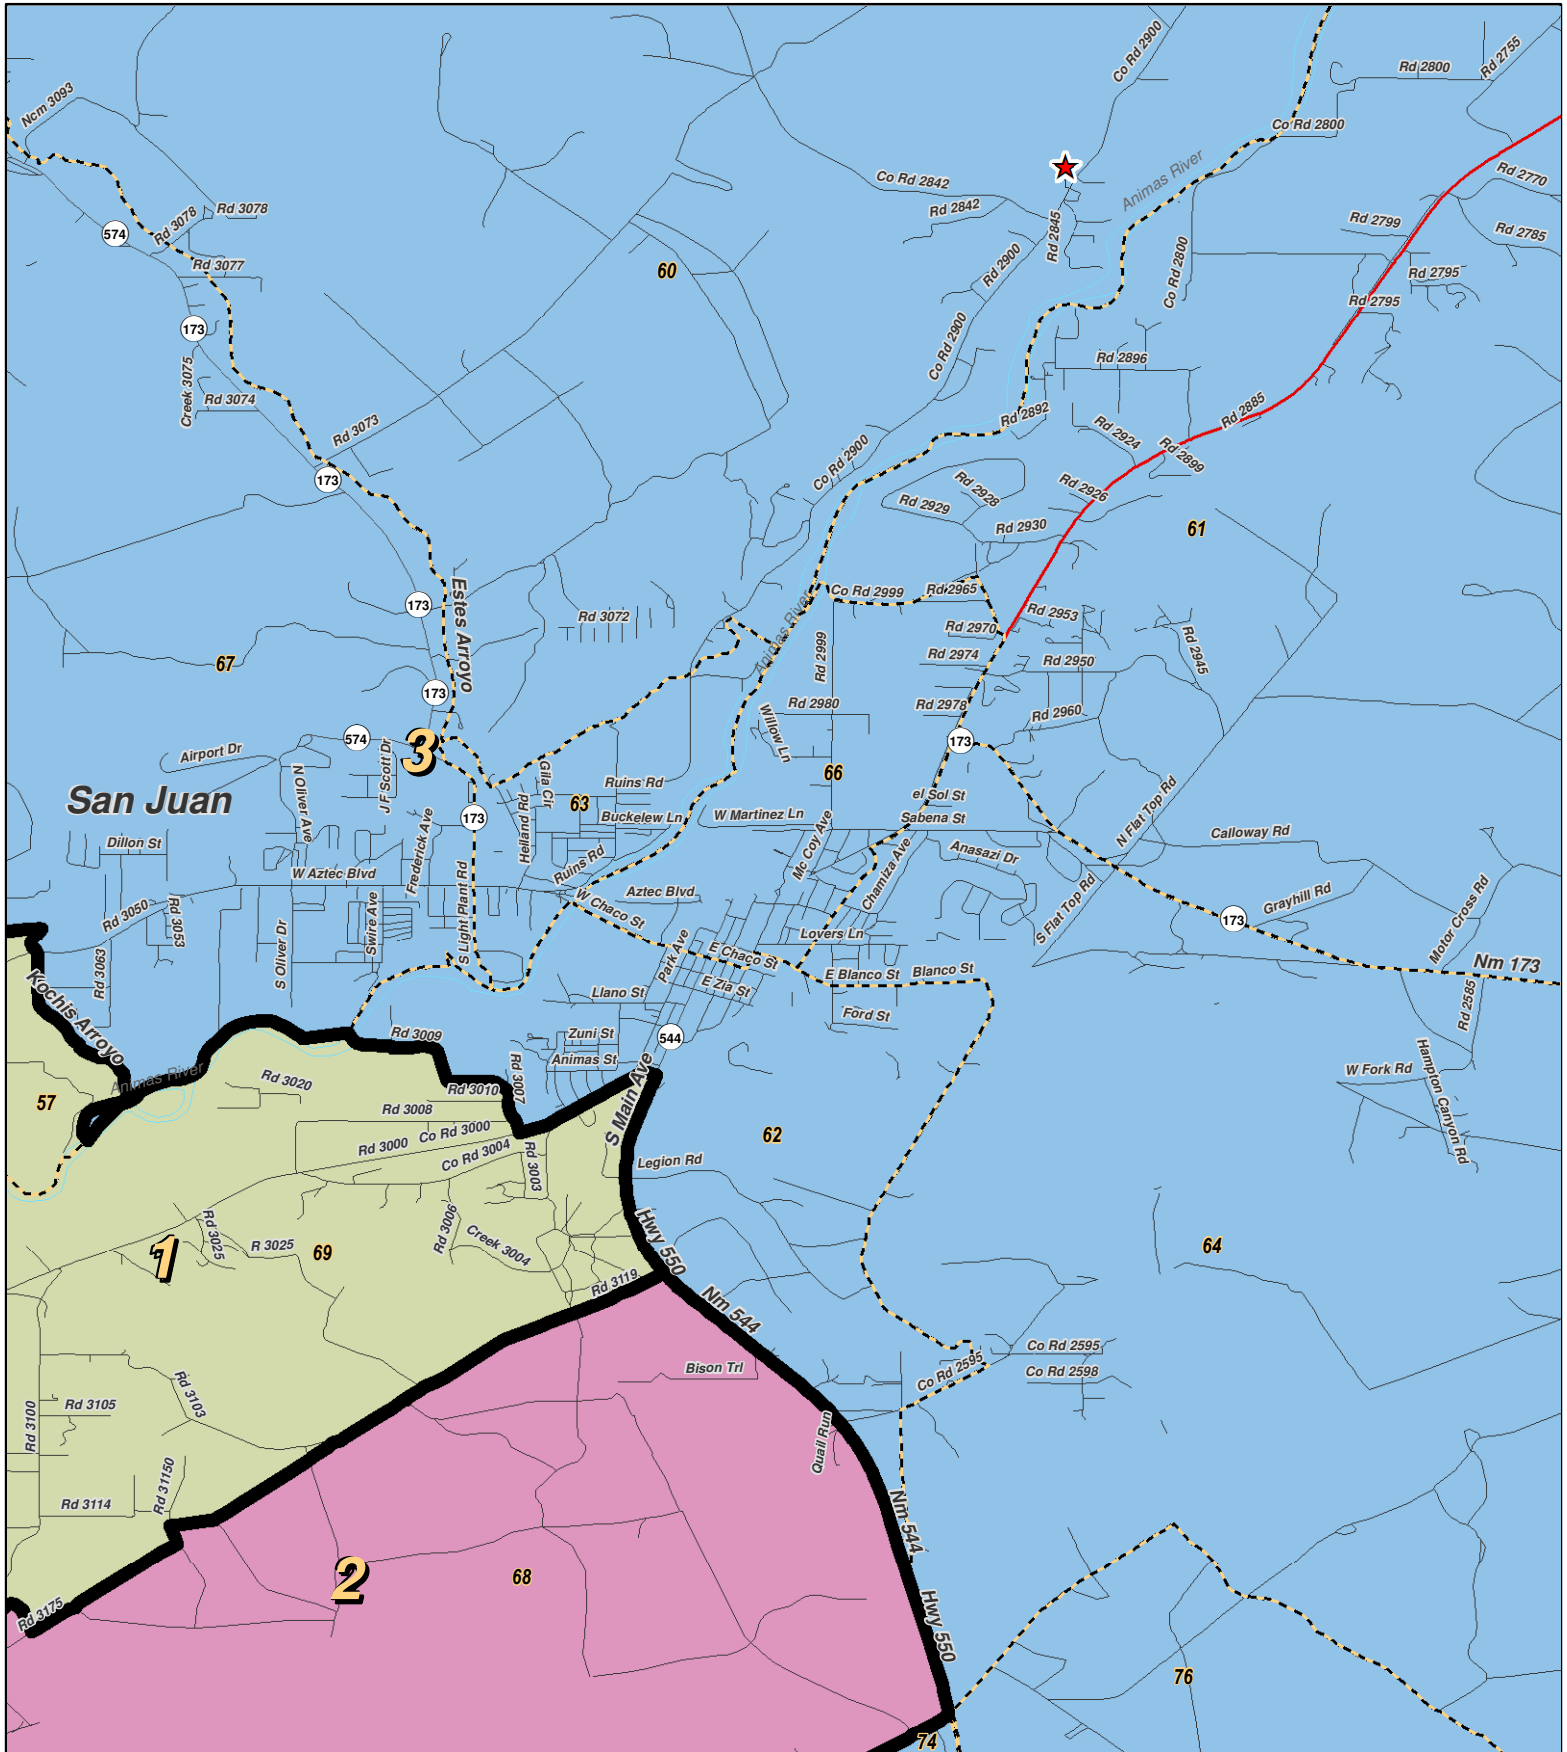 Co Rd 2900
Rd 2755
Rd 2800
Ncm 3093
Co Rd 2800
Animas River
Co Rd 2842
Rd 2770
Rd 2842
Rd 3078
Rd 3078
574
Rd 2845
Rd 2799
Rd 2785
Rd 2900
Rd 3077
60
Co Rd 2800
Rd 2795
Rd 2795
173
Co Rd 2900
Rd 2896
Creek 3075
Rd 3074
Rd 2892
Rd 2885
Rd 3073
Rd 2924
Rd 2899
Co Rd 2900
173
Rd 2928
Rd 2926
Rd 2929
Rd 2930
61
Estes Arroyo
173
Co Rd 2999
Rd 2965
Rd 3072
Rd 2953
Animas River
Rd 2970
Rd 2999
Rd 2974
Rd 2950
Rd 2945
67
173
Rd 2980
Rd 2978
Rd 2960
Willow Ln
574
173
3
Airport Dr
J F Scott Dr
N Oliver Ave
Gila Cir
Ruins Rd
66
San Juan
63
el Sol St
N Flat Top Rd
173
Buckelew Ln
W Martinez Ln
Sabena St
Heiland Rd
Calloway Rd
Dillon St
Frederick Ave
Mc Coy Ave
Anasazi Dr
W Aztec Blvd
Ruins Rd
Aztec Blvd
Chamiza Ave
Grayhill Rd
Rd 3050
Rd 3053
Swire Ave
S Light Plant Rd
W Chaco St
S Flat Top Rd
173
Motor Cross Rd
Lovers Ln
S Oliver Dr
Park Ave
E Chaco St
Nm 173
Rd 3063
E Blanco St
Blanco St
E Zia St
Llano St
Rd 2585
Kochis Arroyo
Ford St
Rd 3009
Zuni St
544
Animas St
W Fork Rd
Hampton Canyon Rd
Animas River
Rd 3020
Rd 3010
Rd 3007
57
Rd 3008
S Main Ave
Co Rd 3000
62
Rd 3000
Co Rd 3004
Rd 3003
Legion Rd
Rd 3025
Rd 3006
Hwy 550
1
R 3025
69
Creek 3004
64
Rd 3119
Nm 544
Co Rd 2595
Bison Trl
Co Rd 2595
Co Rd 2598
Rd 3103
Rd 3105
Rd 3100
Quail Run
Rd 31150
Rd 3114
Nm 544
2
68
Rd 3175
Hwy 550
76
74